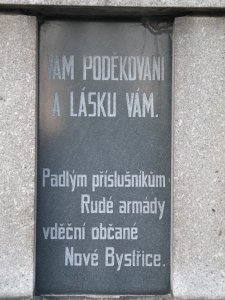 VÁM PODĚKOVÁNÍ
A LÁSKU VÁM.
Padlým příslušníkům
Rudé armády
vděční občané
Nové Bystřice.